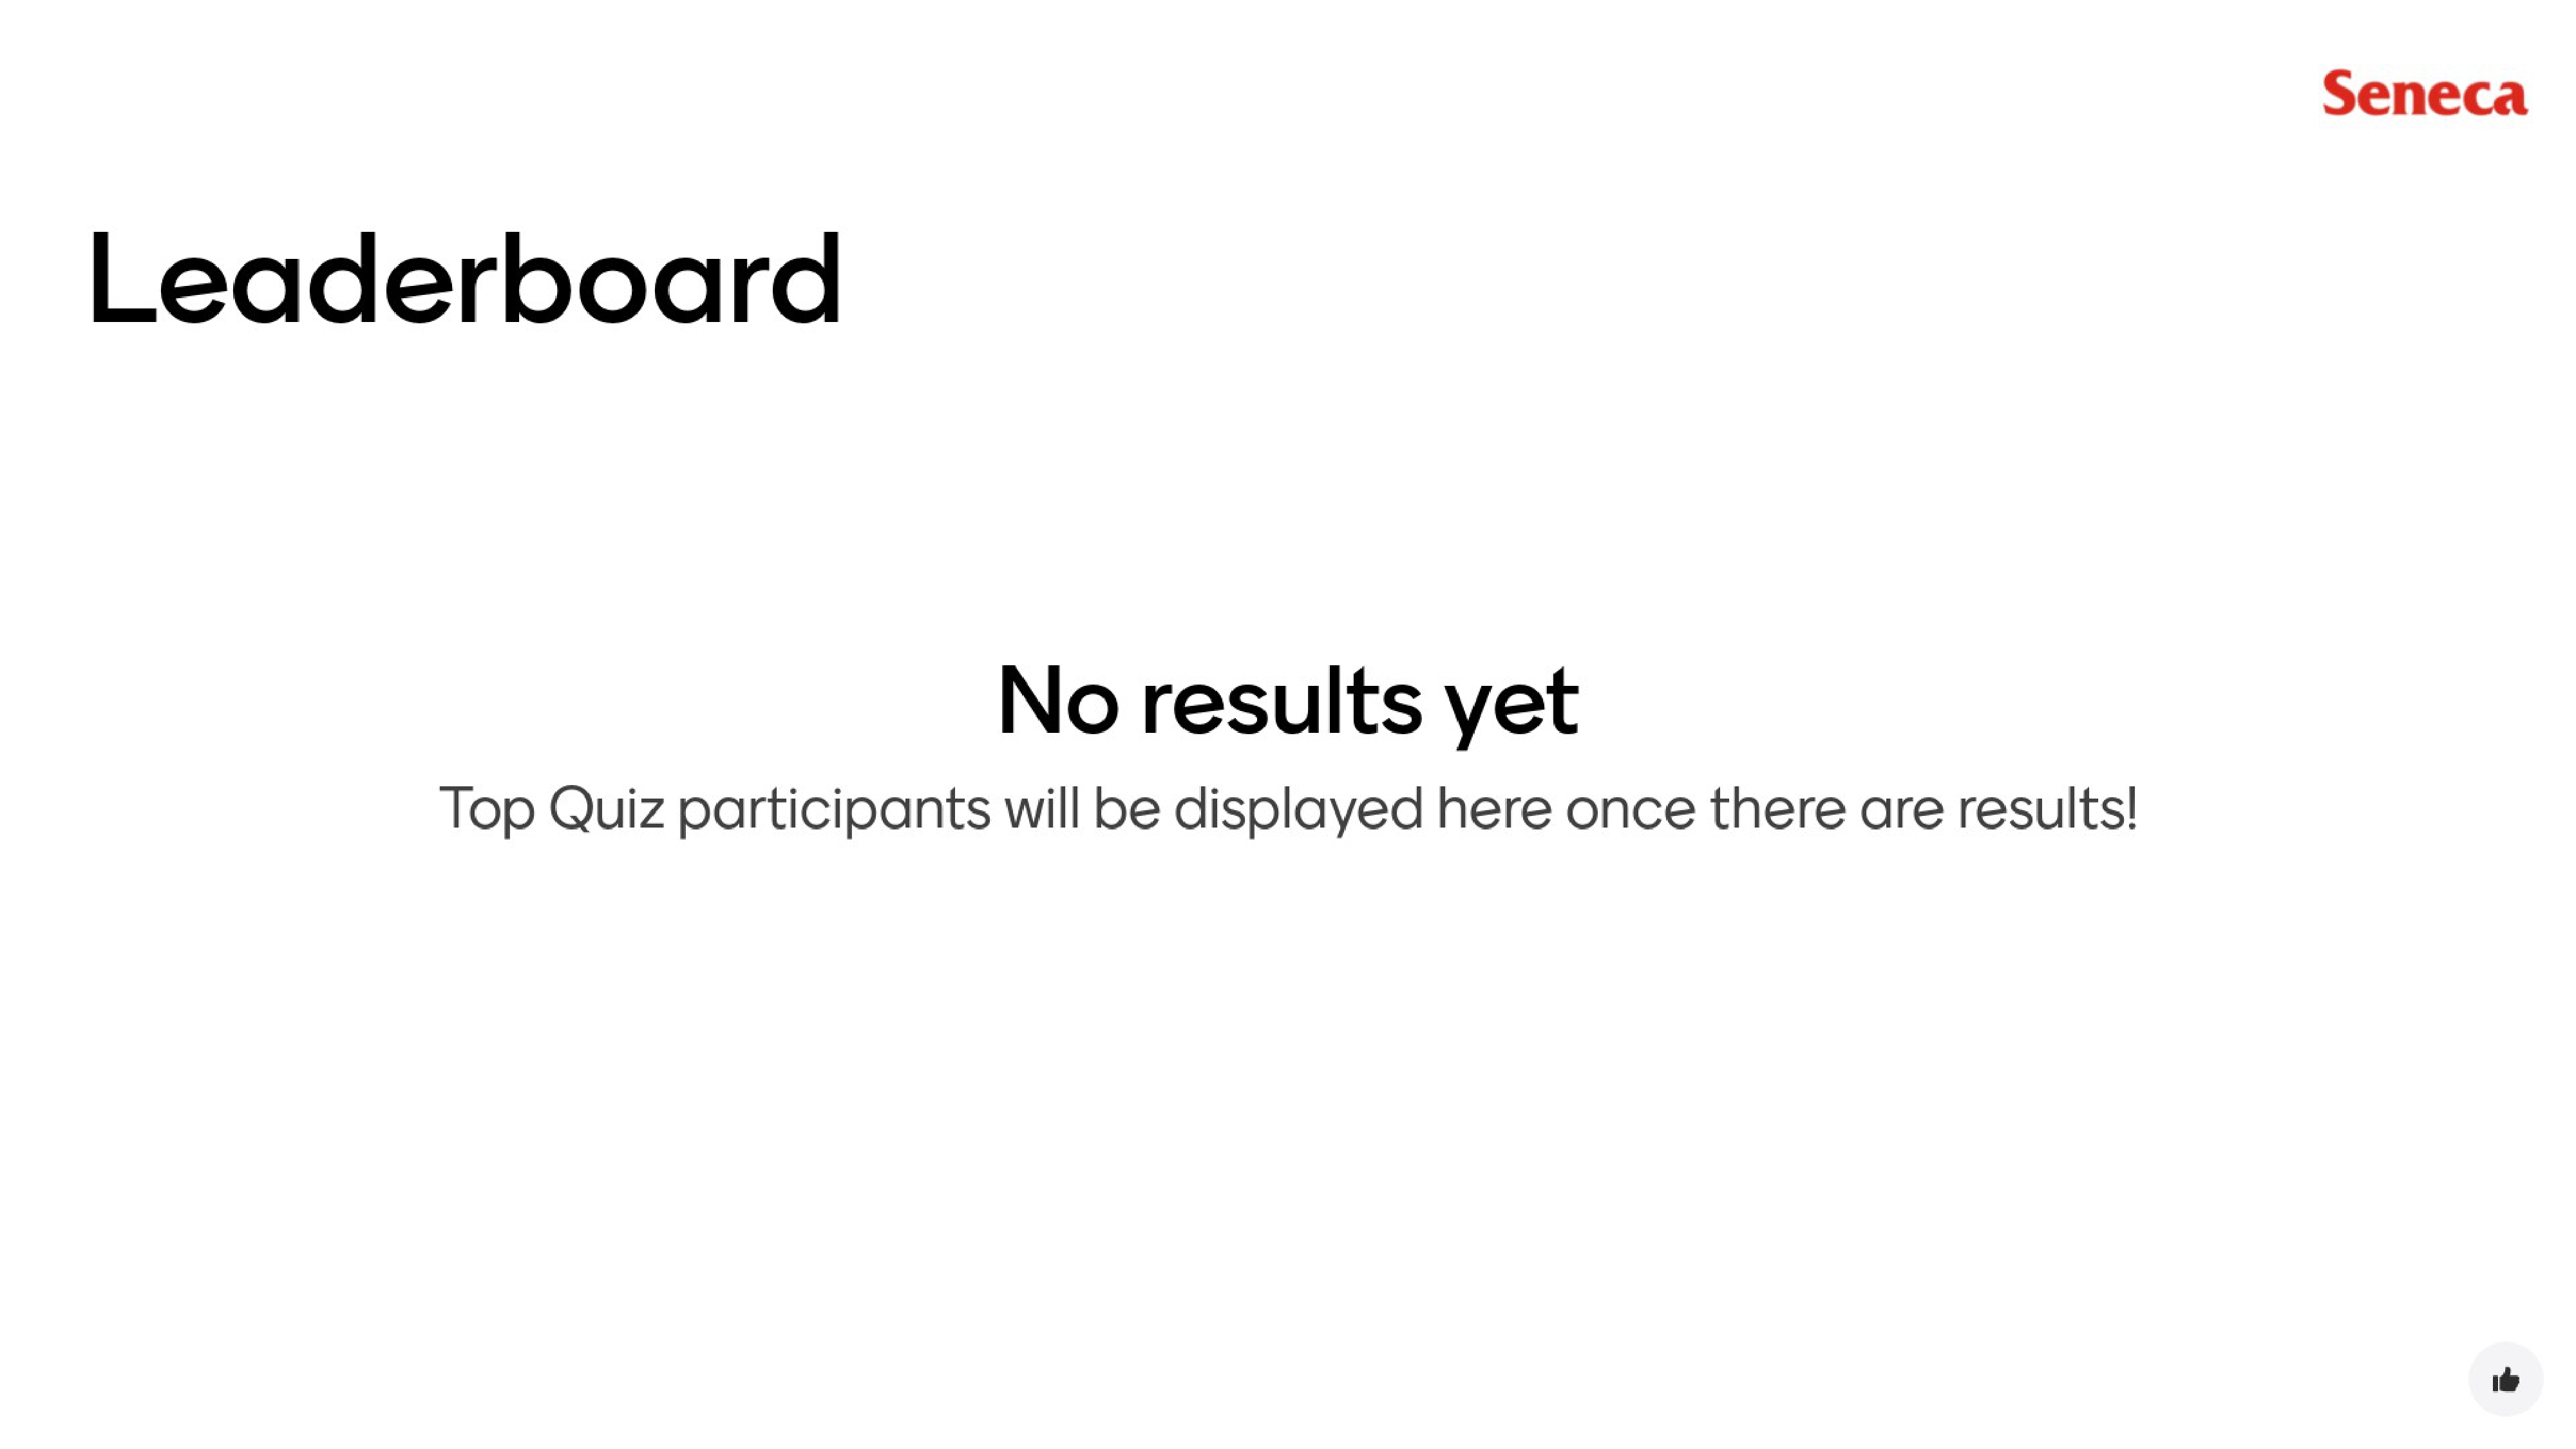 Seneca
Leaderboard
No results yet
Top Quiz participants will be displayed here once there are results!